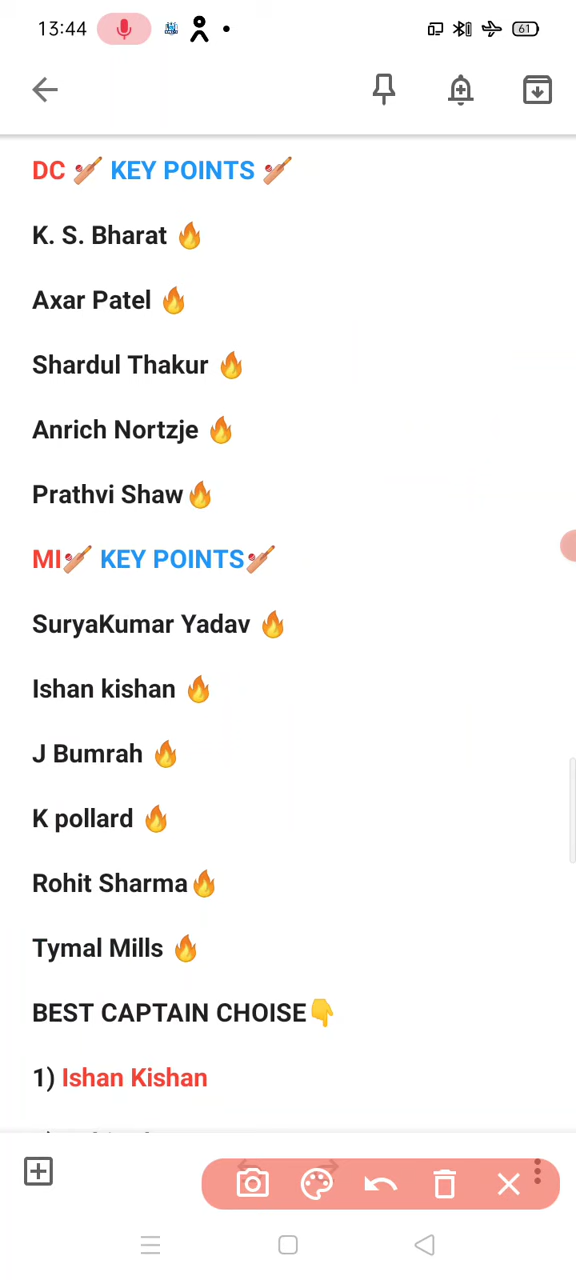 13:44
61
DC 🏏 KEY POINTS 🏏
K. S. Bharat 🔥
Axar Patel 🔥
Shardul Thakur 🔥
Anrich Nortzje 🔥
Prathvi Shaw🔥
MI🏏 KEY POINTS🏏
SuryaKumar Yadav 🔥
Ishan kishan 🔥
J Bumrah 🔥
K pollard 🔥
Rohit Sharma🔥
Tymal Mills 🔥
BEST CAPTAIN CHOISE👇
1) Ishan Kishan